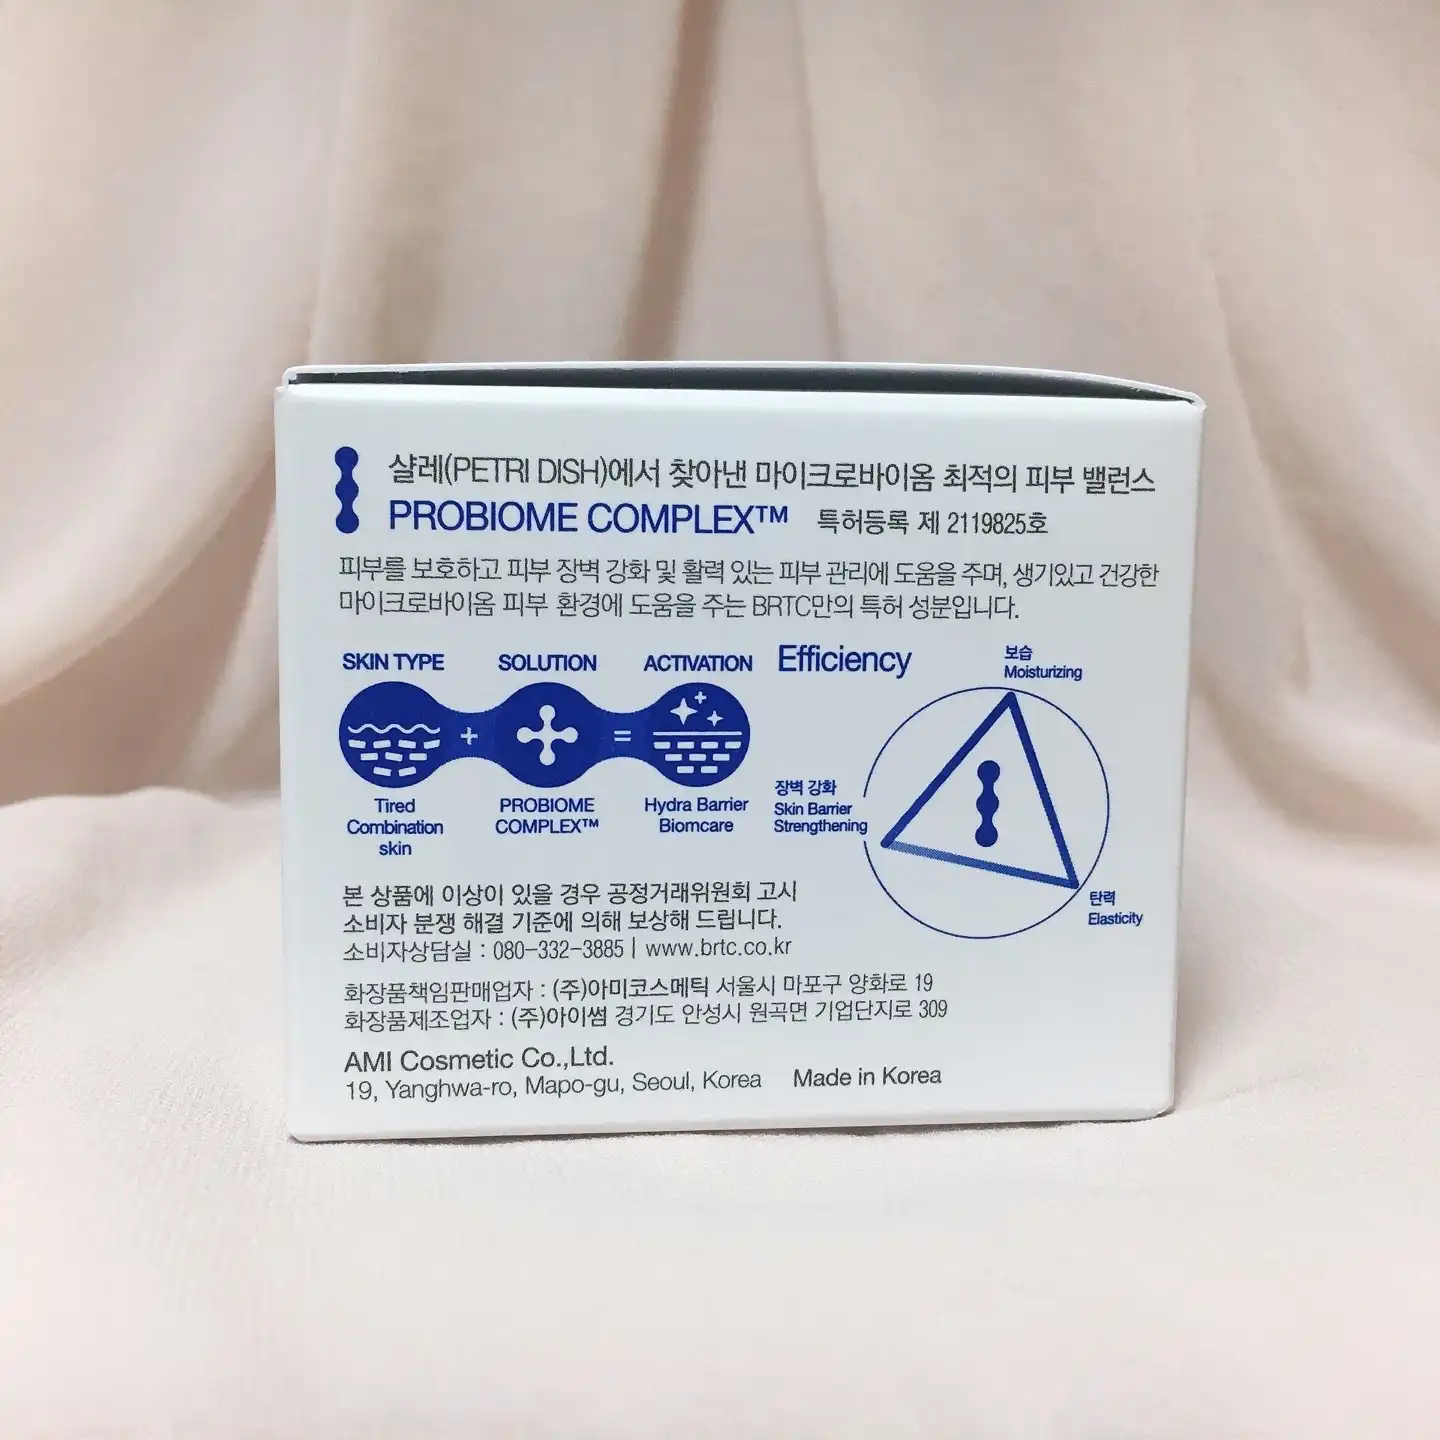 샬레(PETRI DISH)에서 찾아낸 마이크로바이옴 최적의 피부 밸런스
PROBIOME COMPLEX™ 특허등록 제 2119825호
피부를 보호하고 피부 장벽 강화 및 활력 있는 피부 관리에 도움을 주며, 생기있고 건강한
마이크로바이옴 피부 환경에 도움을 주는 BRTC만의 특허 성분입니다.
SKIN TYPE SOLUTION ACTIVATION
+ =
Tired
Combination
skin
PROBIOME
COMPLEX™
Hydra Barrier
Biomcare
Efficiency
보습
Moisturizing
장벽 강화
Skin Barrier
Strengthening
탄력
Elasticity
본 상품에 이상이 있을 경우 공정거래위원회 고시
소비자 분쟁 해결 기준에 의해 보상해 드립니다.
소비자상담실 : 080-332-3885 | www.brtc.co.kr
화장품책임판매업자 : (주)아미코스메틱 서울시 마포구 양화로 19
화장품제조업자 : (주)아이썸 경기도 안성시 원곡면 기업단지로 309
AMI Cosmetic Co.,Ltd.
19, Yanghwa-ro, Mapo-gu, Seoul, Korea Made in Korea